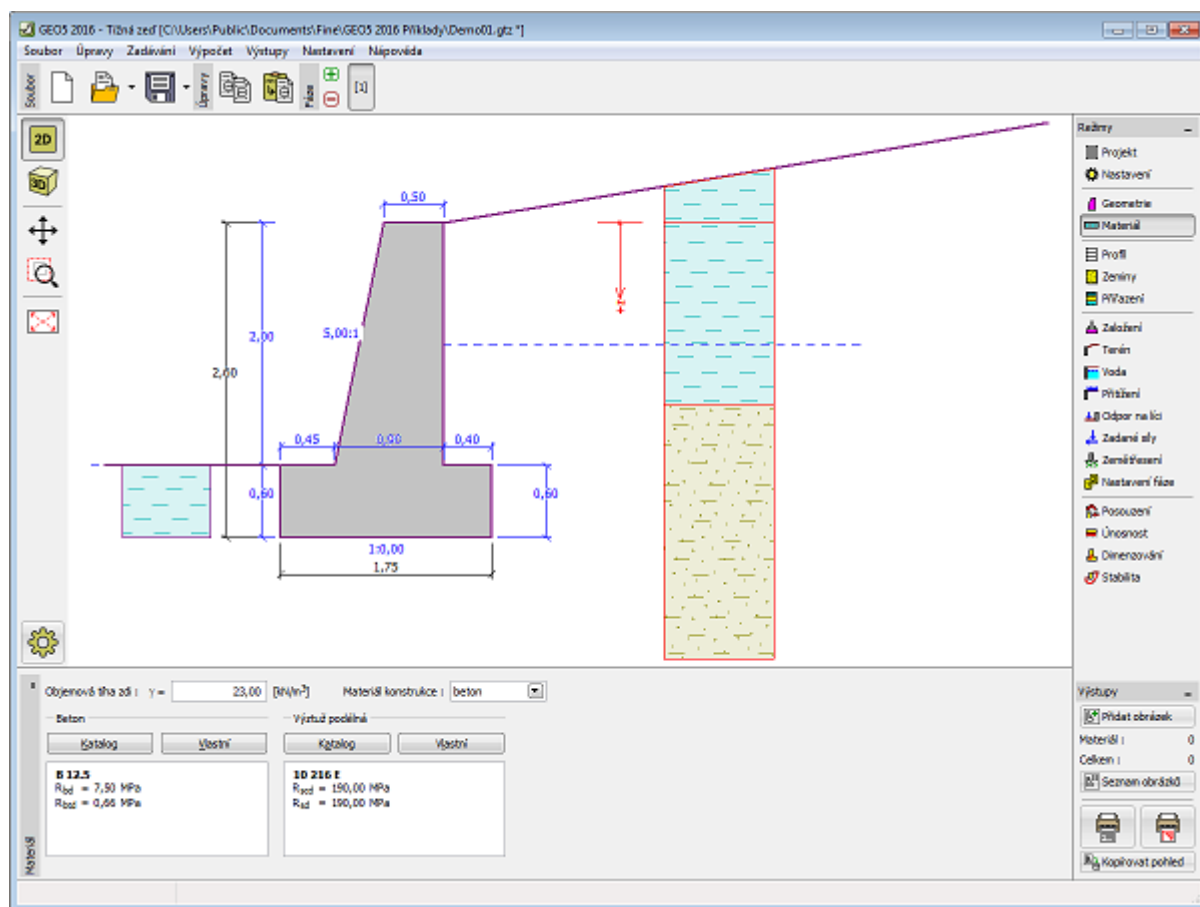 GEO5 2016 - Tížná zeď [C:\Users\Public\Documents\Fine\GEO5 2016 Příklady\Demo01.gtz *]
Soubor Úpravy Zadávání Výpočet Výstupy Nastavení Nápověda
Soubor
Úpravy
Fáze
[1]
2D
3D
0,50
2,00
2,60
5,00:1
+z
0,45
0,90
0,40
0,60
0,60
1:0,00
1,75
Režimy
Projekt
Nastavení
Geometrie
Materiál
Profil
Zeminy
Přiřazení
Založení
Terén
Voda
Přitížení
Odpor na líci
Zadané síly
Zemětřesení
Nastavení fáze
Posouzení
Únosnost
Dimenzování
Stabilita
Materiál
Objemová tíha zdi : γ = 23,00 [kN/m³] Materiál konstrukce : beton
Beton
Katalog Vlastní
B 12.5
Rbd = 7,50 MPa
Rbtd = 0,66 MPa
Výztuž podélná
Katalog Vlastní
10 216 E
Rscd = 190,00 MPa
Rsd = 190,00 MPa
Výstupy
Přidat obrázek
Materiál : 0
Celkem : 0
Seznam obrázků
Kopírovat pohled